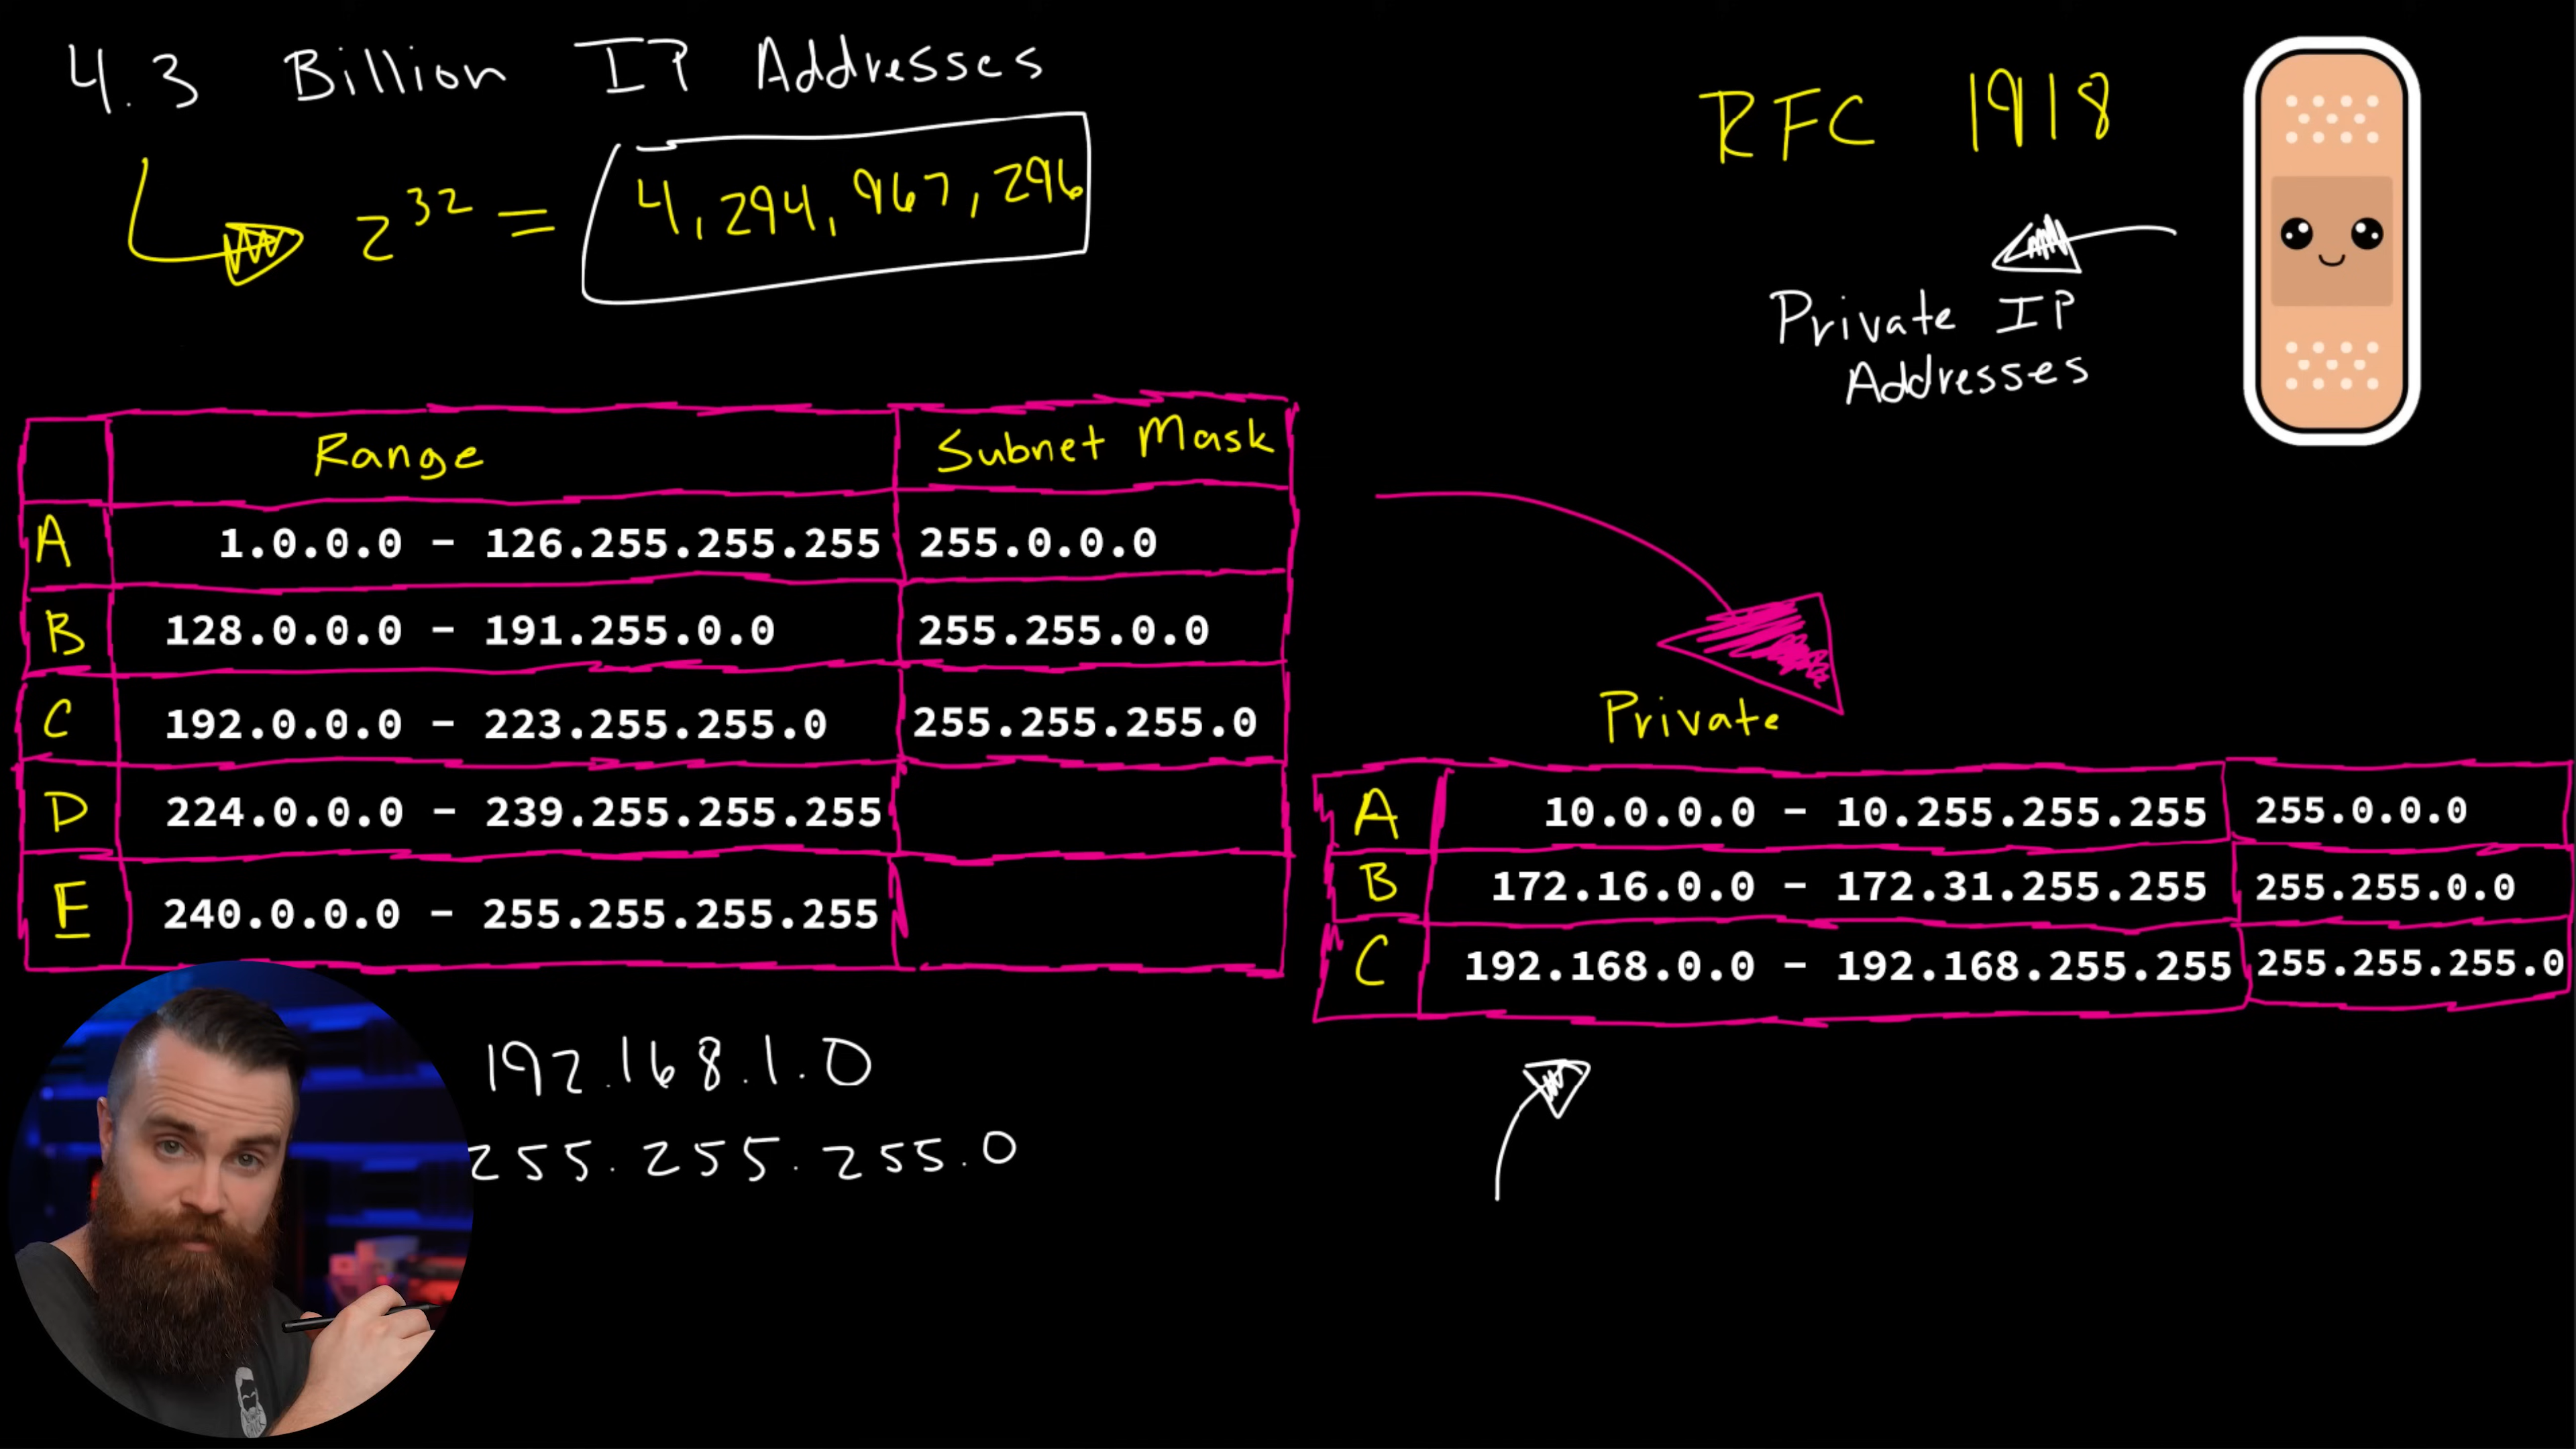 4.3 Billion IP Addresses
2^32 = 4,294,967,296
RFC 1918
Private IP
Addresses
Range Subnet Mask
A 1.0.0.0 - 126.255.255.255 255.0.0.0
B 128.0.0.0 - 191.255.0.0 255.255.0.0
C 192.0.0.0 - 223.255.255.0 255.255.255.0
D 224.0.0.0 - 239.255.255.255
E 240.0.0.0 - 255.255.255.255
Private
A 10.0.0.0 - 10.255.255.255 255.0.0.0
B 172.16.0.0 - 172.31.255.255 255.255.0.0
C 192.168.0.0 - 192.168.255.255 255.255.255.0
192.168.1.0
255.255.255.0